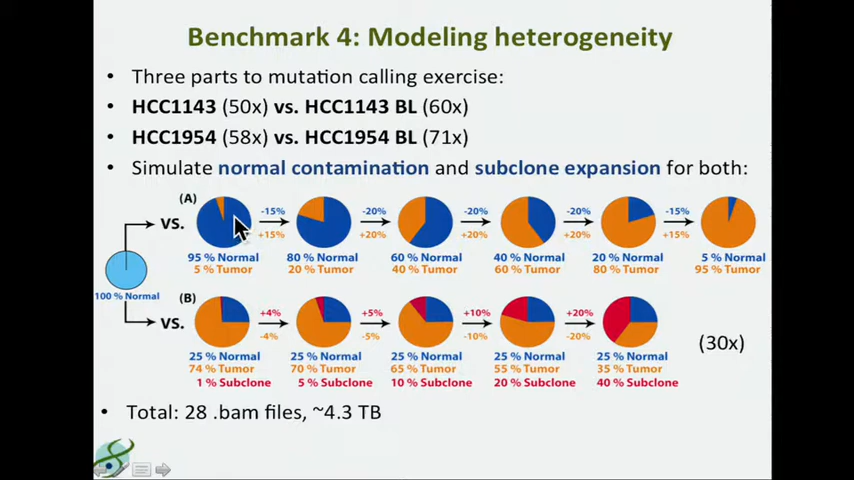 Benchmark 4: Modeling heterogeneity
• Three parts to mutation calling exercise:
• HCC1143 (50x) vs. HCC1143 BL (60x)
• HCC1954 (58x) vs. HCC1954 BL (71x)
• Simulate normal contamination and subclone expansion for both:
(A)
-15% -20% -20% -20% -15%
VS.
+15% +20% +20% +20% +15%
95 % Normal 80 % Normal 60 % Normal 40 % Normal 20 % Normal 5 % Normal
5 % Tumor 20 % Tumor 40 % Tumor 60 % Tumor 80 % Tumor 95 % Tumor
100 % Normal
(B)
+4% +5% +10% +20%
VS.
-4% -5% -10% -20%
(30x)
25 % Normal 25 % Normal 25 % Normal 25 % Normal 25 % Normal
74 % Tumor 70 % Tumor 65 % Tumor 55 % Tumor 35 % Tumor
1 % Subclone 5 % Subclone 10 % Subclone 20 % Subclone 40 % Subclone
• Total: 28 .bam files, ~4.3 TB